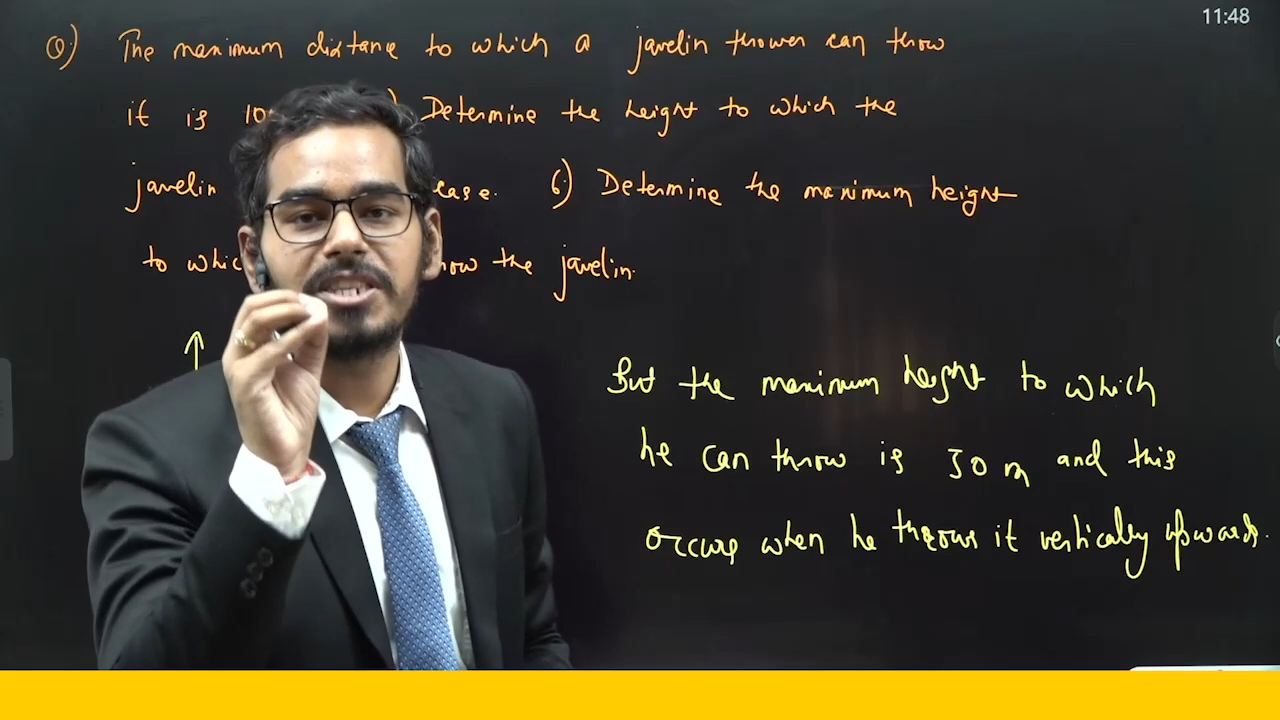 11:48
Q.) The maximum distance to which a javelin thrower can throw
it is Determine the height to which the
javelin case. b.) Determine the maximum height
to the javelin.
But the maximum height to which
he can throw is 50 m and this
occurs when he throws it vertically upwards.